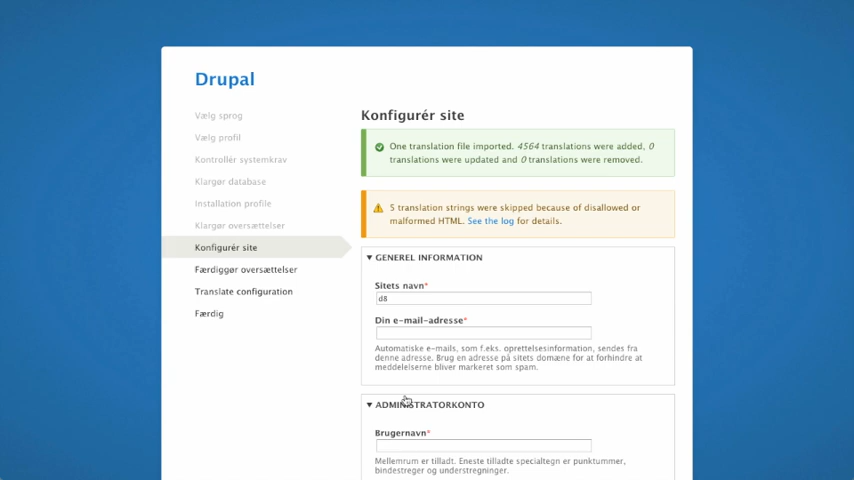 Drupal
Vælg sprog
Vælg profil
Kontrollér systemkrav
Klargør database
Installation profile
Klargør oversættelser
Konfigurér site
Færdiggør oversættelser
Translate configuration
Færdig
Konfigurér site
One translation file imported. 4564 translations were added, 0
translations were updated and 0 translations were removed.
5 translation strings were skipped because of disallowed or
malformed HTML. See the log for details.
GENEREL INFORMATION
Sitets navn*
d8
Din e-mail-adresse*
Automatiske e-mails, som f.eks. oprettelsesinformation, sendes fra
denne adresse. Brug en adresse på sitets domæne for at forhindre at
meddelelserne bliver markeret som spam.
ADMINISTRATORKONTO
Brugernavn*
Mellemrum er tilladt. Eneste tilladte specialtegn er punktummer,
bindestreger og understregninger.